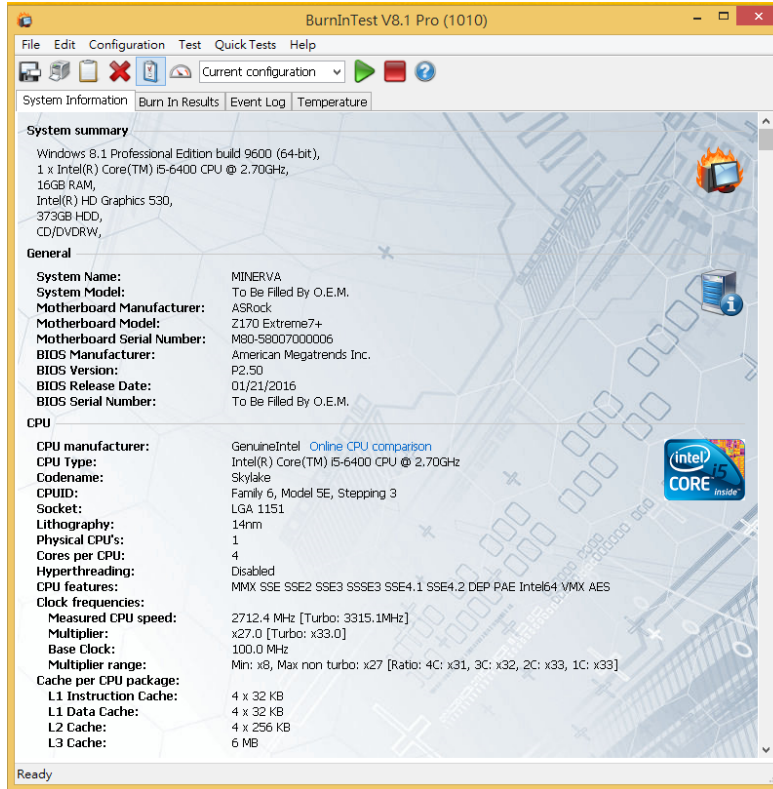 BurnInTest V8.1 Pro (1010)
File Edit Configuration Test Quick Tests Help
Current configuration
System Information Burn In Results Event Log Temperature
System summary
Windows 8.1 Professional Edition build 9600 (64-bit),
1 x Intel(R) Core(TM) i5-6400 CPU @ 2.70GHz,
16GB RAM,
Intel(R) HD Graphics 530,
373GB HDD,
CD/DVDRW,
General
System Name: MINERVA
System Model: To Be Filled By O.E.M.
Motherboard Manufacturer: ASRock
Motherboard Model: Z170 Extreme7+
Motherboard Serial Number: M80-58007000006
BIOS Manufacturer: American Megatrends Inc.
BIOS Version: P2.50
BIOS Release Date: 01/21/2016
BIOS Serial Number: To Be Filled By O.E.M.
CPU
CPU manufacturer: GenuineIntel Online CPU comparison
CPU Type: Intel(R) Core(TM) i5-6400 CPU @ 2.70GHz
Codename: Skylake
CPUID: Family 6, Model 5E, Stepping 3
Socket: LGA 1151
Lithography: 14nm
Physical CPU's: 1
Cores per CPU: 4
Hyperthreading: Disabled
CPU features: MMX SSE SSE2 SSE3 SSSE3 SSE4.1 SSE4.2 DEP PAE Intel64 VMX AES
Clock frequencies:
Measured CPU speed: 2712.4 MHz [Turbo: 3315.1MHz]
Multiplier: x27.0 [Turbo: x33.0]
Base Clock: 100.0 MHz
Multiplier range: Min: x8, Max non turbo: x27 [Ratio: 4C: x31, 3C: x32, 2C: x33, 1C: x33]
Cache per CPU package:
L1 Instruction Cache: 4 x 32 KB
L1 Data Cache: 4 x 32 KB
L2 Cache: 4 x 256 KB
L3 Cache: 6 MB
(intel)
i5
CORE inside™
Ready